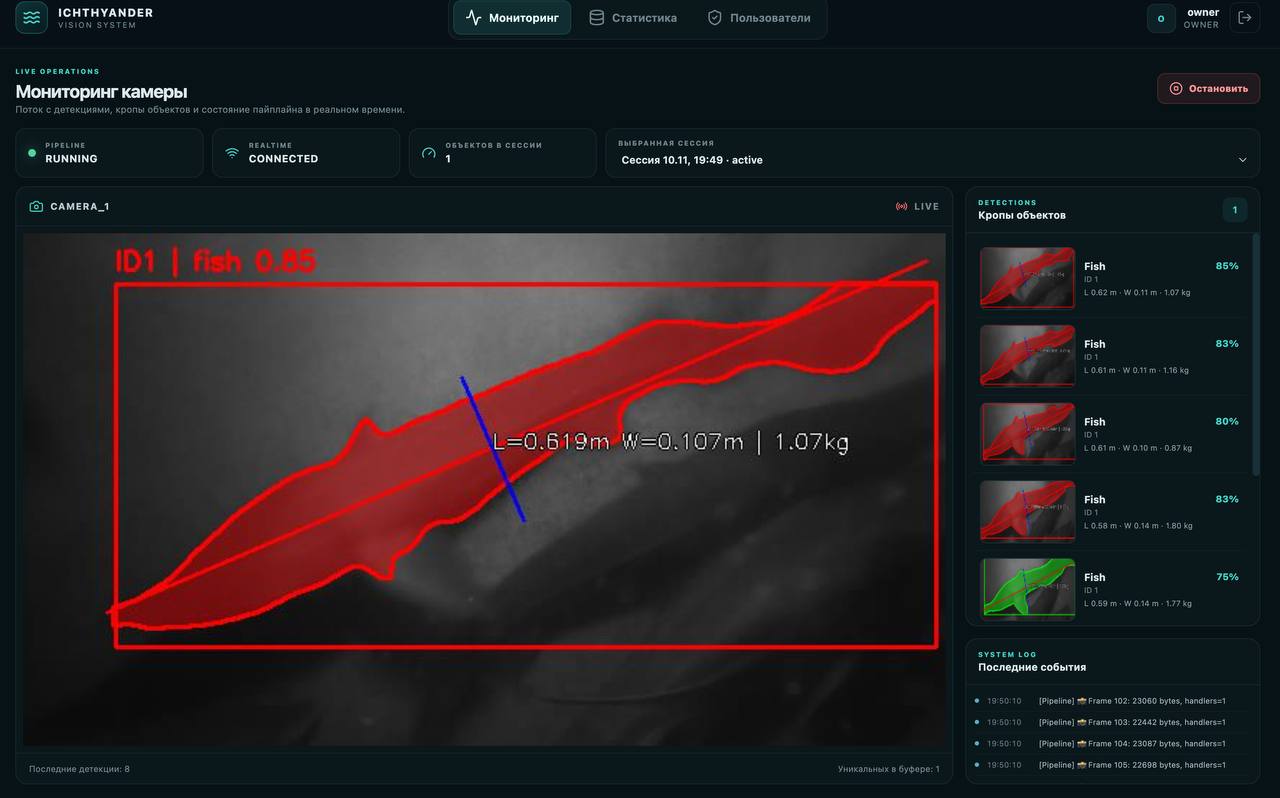 ICHTHYANDER
VISION SYSTEM
Мониторинг
Статистика
Пользователи
O
owner
OWNER
LIVE OPERATIONS
Мониторинг камеры
Поток с детекциями, кропы объектов и состояние пайплайна в реальном времени.
Остановить
PIPELINE
RUNNING
REALTIME
CONNECTED
ОБЪЕКТОВ В СЕССИИ
1
ВЫБРАННАЯ СЕССИЯ
Сессия 10.11, 19:49 · active
CAMERA_1
LIVE
ID1 | fish 0.85
L=0.619m W=0.107m | 1.07kg
Последние детекции: 8
Уникальных в буфере: 1
DETECTIONS
Кропы объектов
1
Fish
85%
ID 1
L 0.62 m · W 0.11 m · 1.07 kg
Fish
83%
ID 1
L 0.61 m · W 0.11 m · 1.16 kg
Fish
80%
ID 1
L 0.61 m · W 0.10 m · 0.87 kg
Fish
83%
ID 1
L 0.58 m · W 0.14 m · 1.80 kg
Fish
75%
ID 1
L 0.59 m · W 0.14 m · 1.77 kg
SYSTEM LOG
Последние события
19:50:10 [Pipeline] Frame 102: 23060 bytes, handlers=1
19:50:10 [Pipeline] Frame 103: 22442 bytes, handlers=1
19:50:10 [Pipeline] Frame 104: 23087 bytes, handlers=1
19:50:10 [Pipeline] Frame 105: 22698 bytes, handlers=1